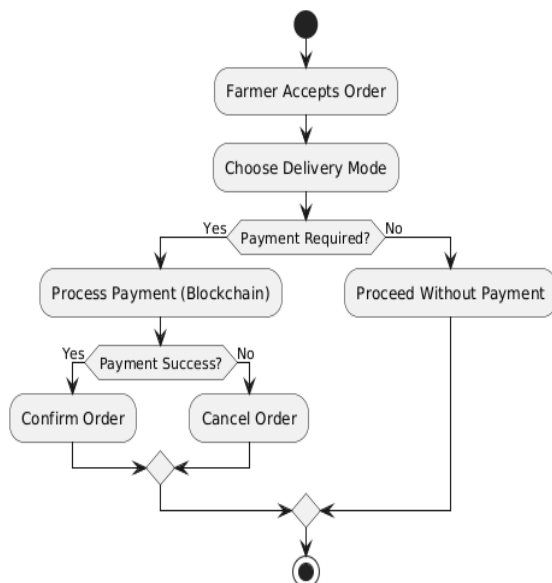 Farmer Accepts Order
Choose Delivery Mode
Yes
Payment Required?
No
Process Payment (Blockchain)
Proceed Without Payment
Yes
Payment Success?
No
Confirm Order
Cancel Order